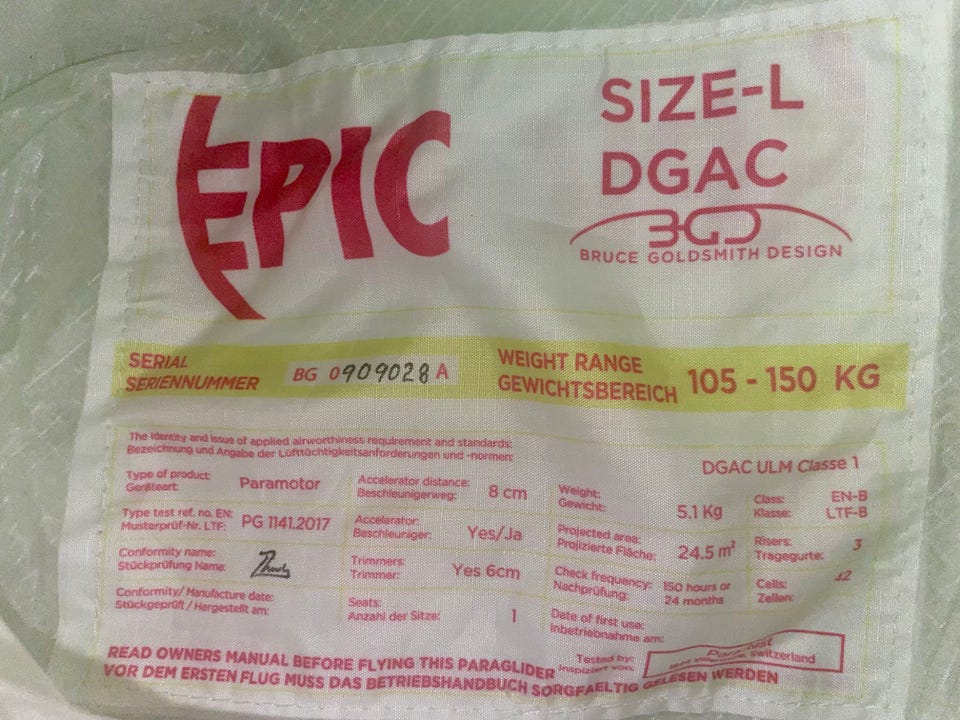 EPIC
SIZE-L
DGAC
BGD
BRUCE GOLDSMITH DESIGN
SERIAL
SERIENNUMMER
BG 0909028 A
WEIGHT RANGE
GEWICHTSBEREICH
105 - 150 KG
The identity and issue of applied airworthiness requirement and standards:
Bezeichnung und Angabe der Lufttüchtigkeitsanforderungen und -normen:
DGAC ULM Classe 1
Type of product:
Geräteart:
Paramotor
Accelerator distance:
Beschleunigerweg:
8 cm
Weight:
Gewicht:
5.1 Kg
Class:
Klasse:
EN-B
LTF-B
Type test ref. no. EN:
Musterprüf-Nr. LTF:
PG 1141.2017
Accelerator:
Beschleuniger:
Yes/Ja
Projected area:
Projizierte Fläche:
24.5 m²
Risers:
Tragegurte:
3
Conformity name:
Stückprüfung Name:
Trimmers:
Trimmer:
Yes 6cm
Check frequency:
Nachprüfung:
150 hours or
24 months
Cells:
Zellen:
42
Conformity/ Manufacture date:
Stückgeprüft / Hergestellt am:
Seats:
Anzahl der Sitze:
1
Date of first use:
Inbetriebnahme am:
Tested by:
Inspiziert von:
Para-test
Switzerland
READ OWNERS MANUAL BEFORE FLYING THIS PARAGLIDER
VOR DEM ERSTEN FLUG MUSS DAS BETRIEBSHANDBUCH SORGFAELTIG GELESEN WERDEN